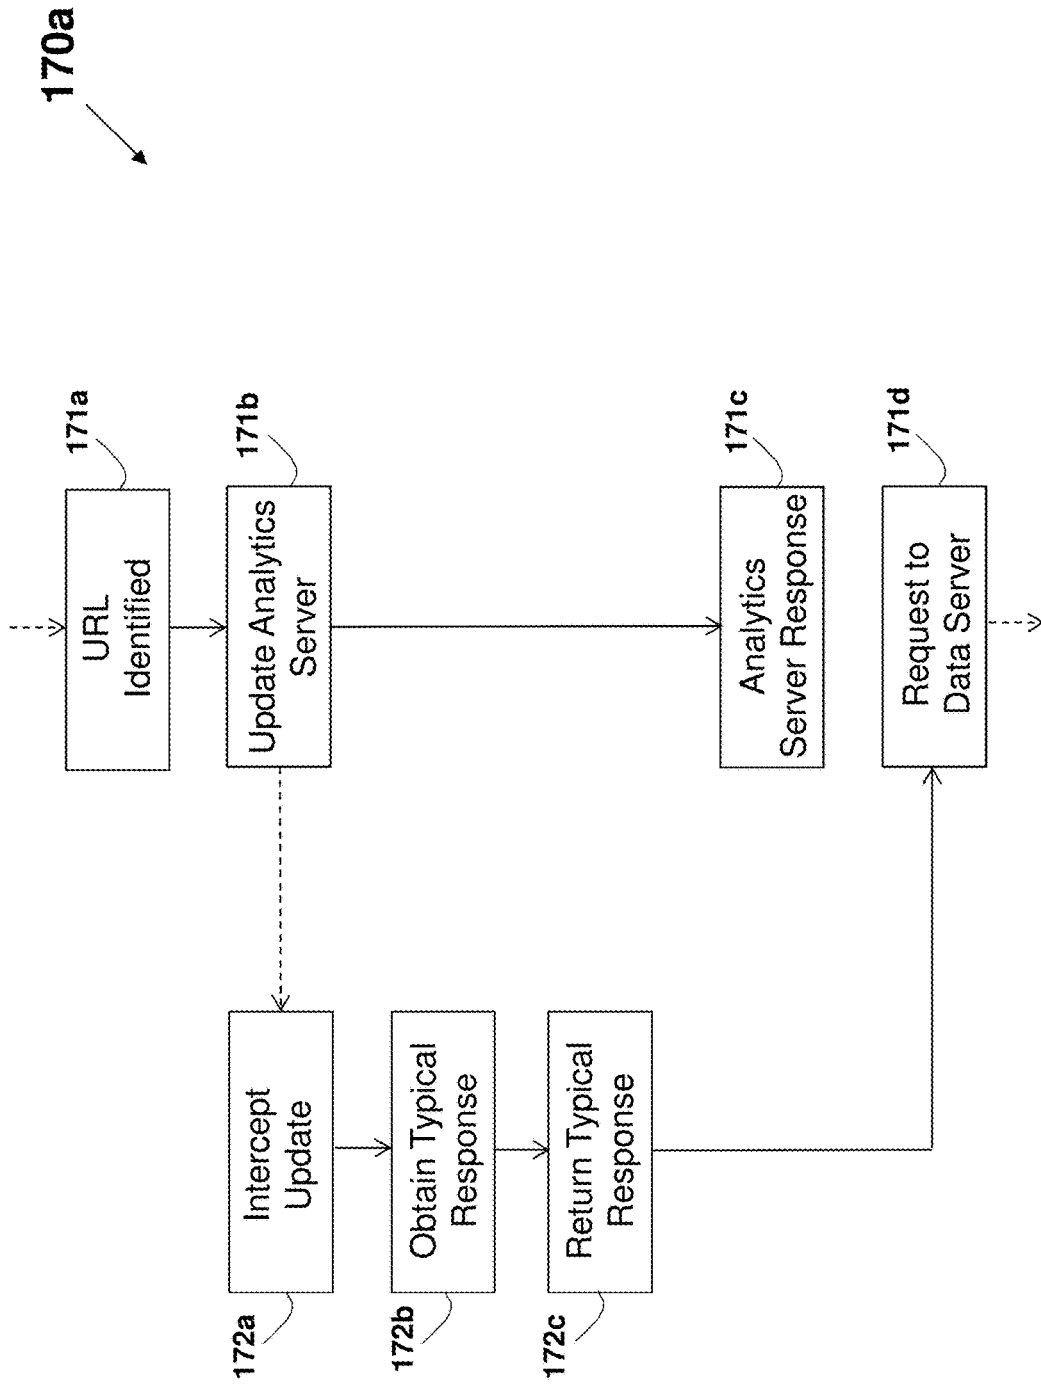 170a
171a
URL
Identified
171b
Update Analytics
Server
171c
Analytics
Server Response
171d
Request to
Data Server
172a
Intercept
Update
172b
Obtain Typical
Response
172c
Return Typical
Response